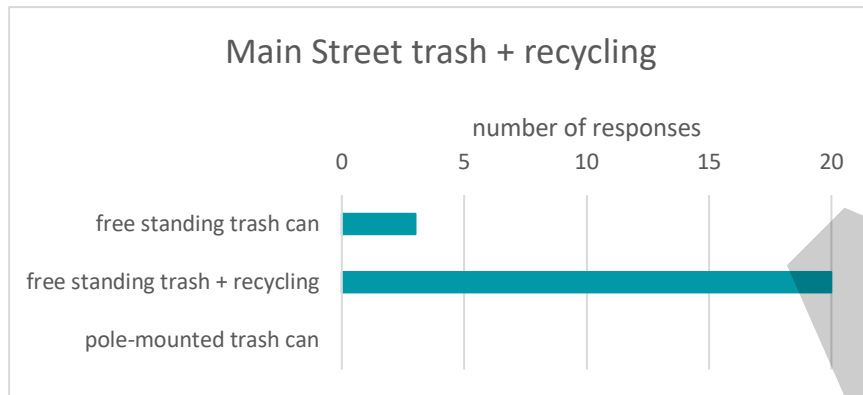 Main Street trash + recycling
number of responses
0 5 10 15 20
free standing trash can
free standing trash + recycling
pole-mounted trash can